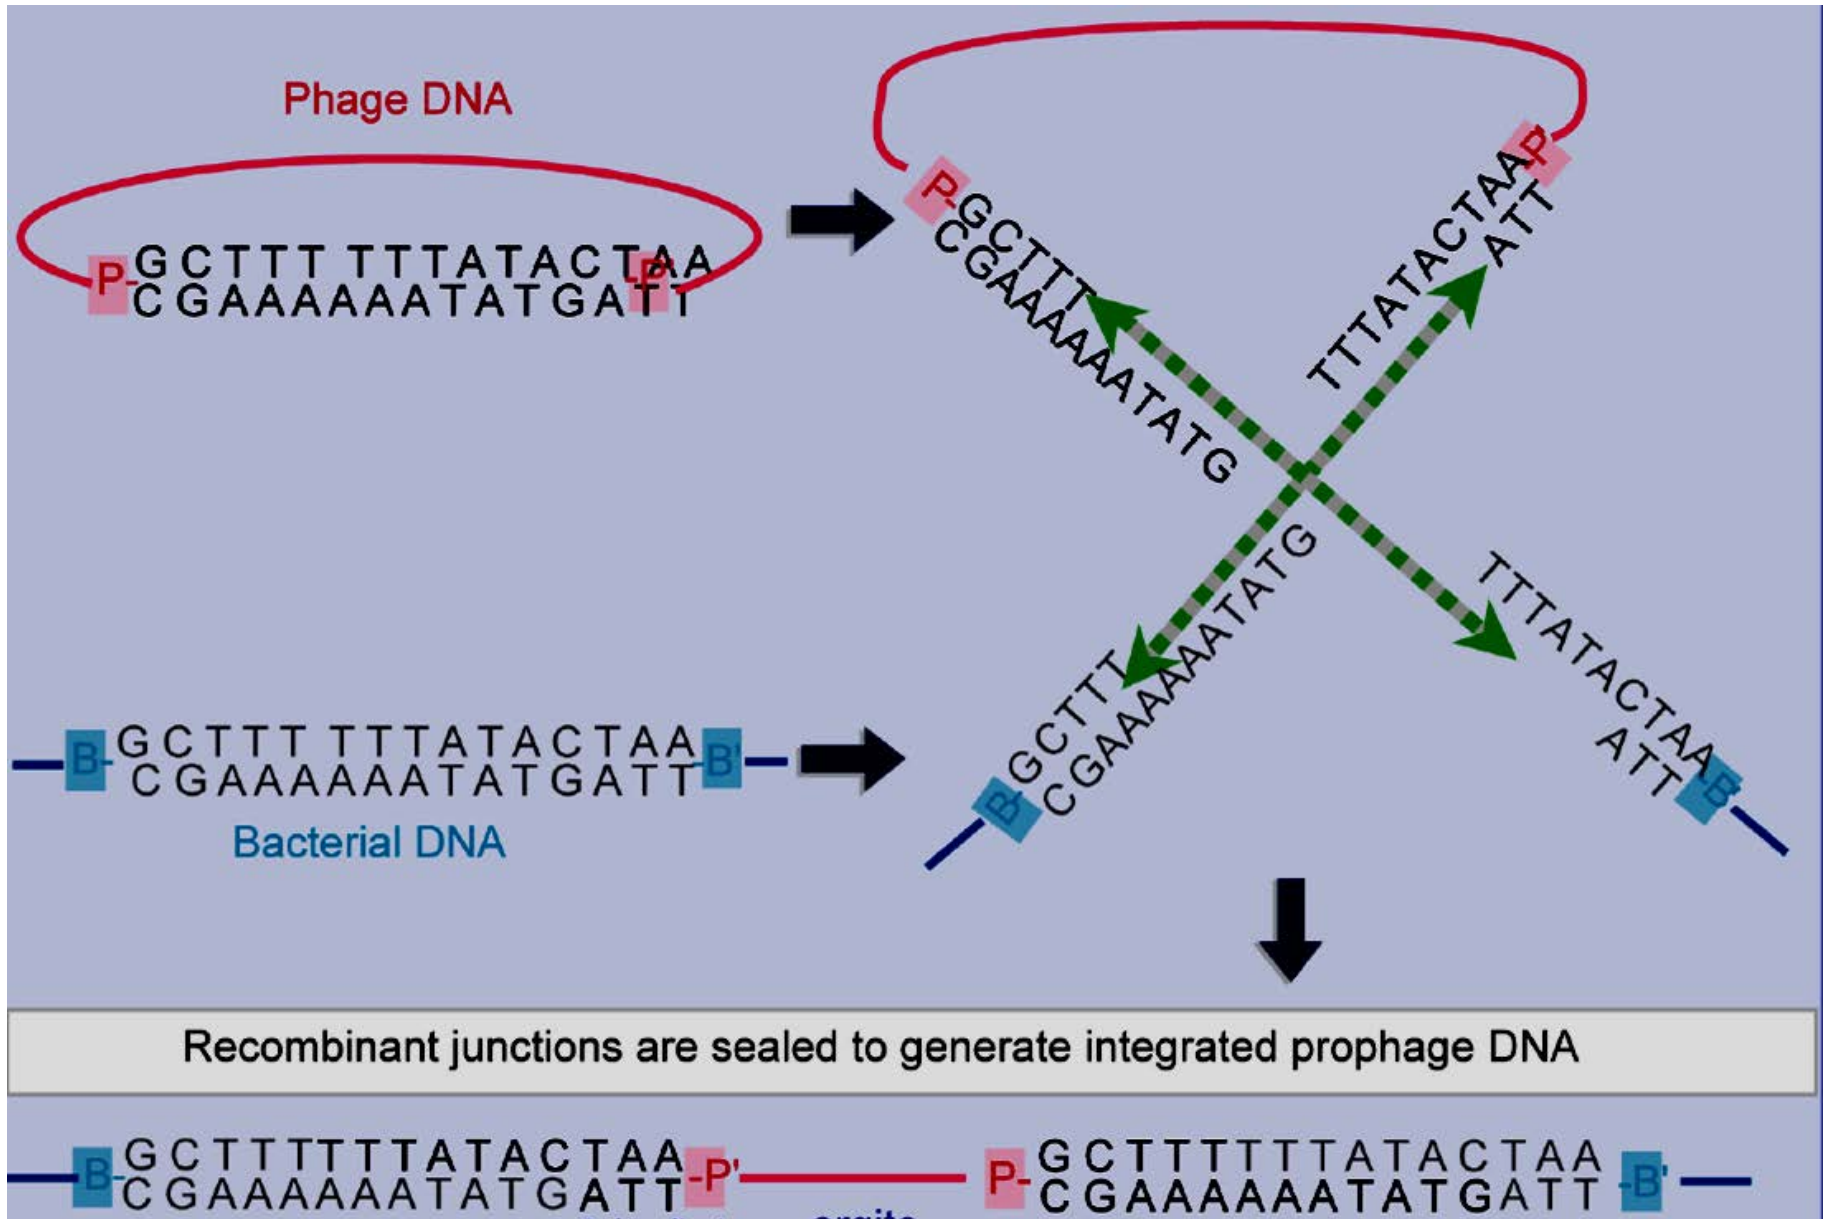 Phage DNA
P- GCTTT TTTATACTAA -P'
CGAAAAAATATGATT
P- GCTTT
CGAAAAAATATG
TTTATACTAA P'
ATT
B- GCTTT TTTATACTAA -B'
CGAAAAAATATGATT
Bacterial DNA
B- GCTTT
CGAAAAAATATG
TTTATACTAA B'
ATT
Recombinant junctions are sealed to generate integrated prophage DNA
B- GCTTTTTTATACTAA -P' P- GCTTTTTTATACTAA -B'
CGAAAAAATATGATT CGAAAAAATATGATT